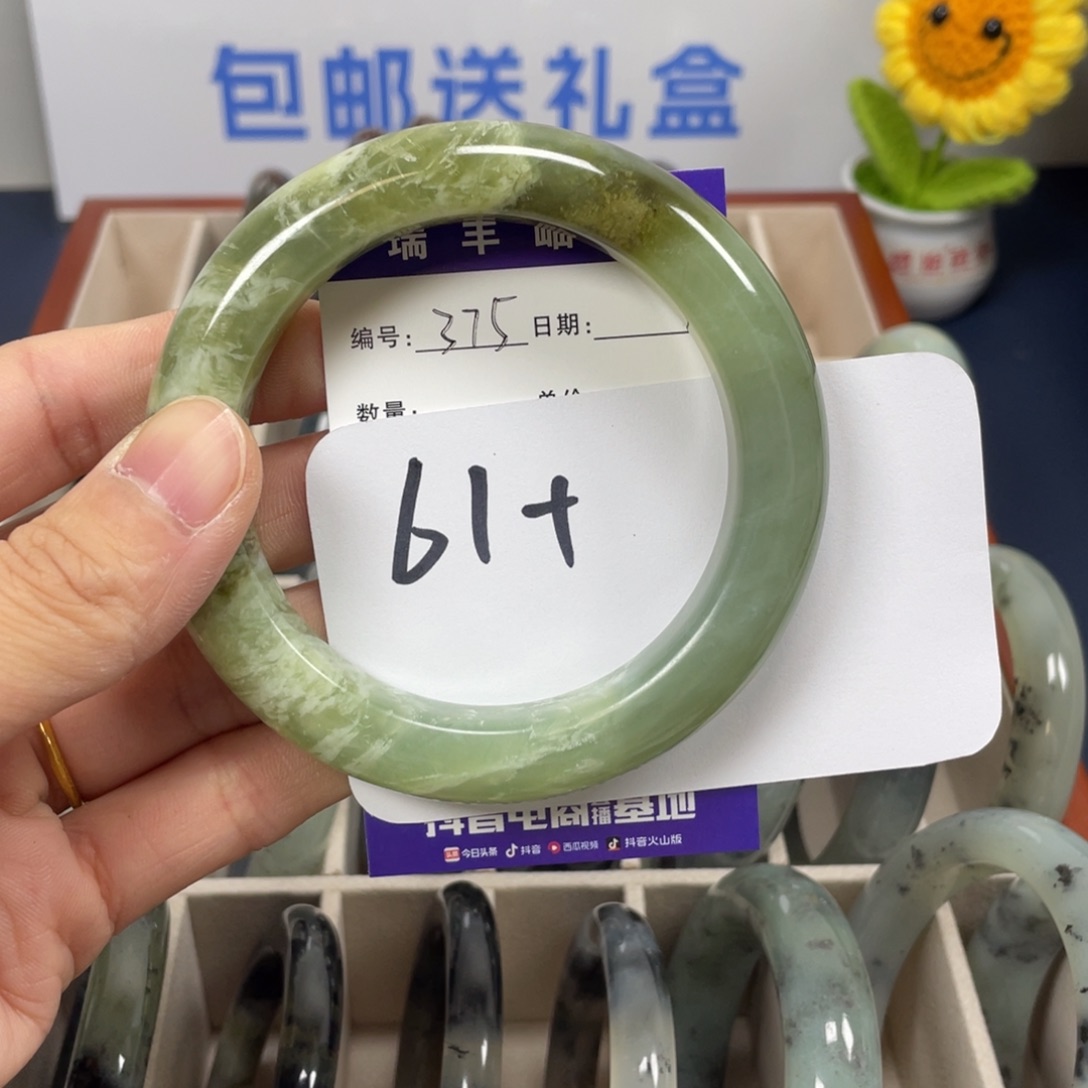 包邮送礼盒
瑞丰
编号: 375 日期:
数量:
61+
抖音电商直播基地
头条 今日头条 抖音 西瓜视频 抖音火山版